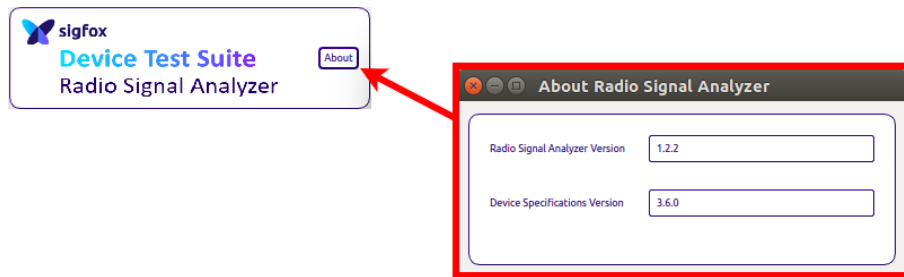 sigfox
Device Test Suite
About
Radio Signal Analyzer
About Radio Signal Analyzer
Radio Signal Analyzer Version
1.2.2
Device Specifications Version
3.6.0